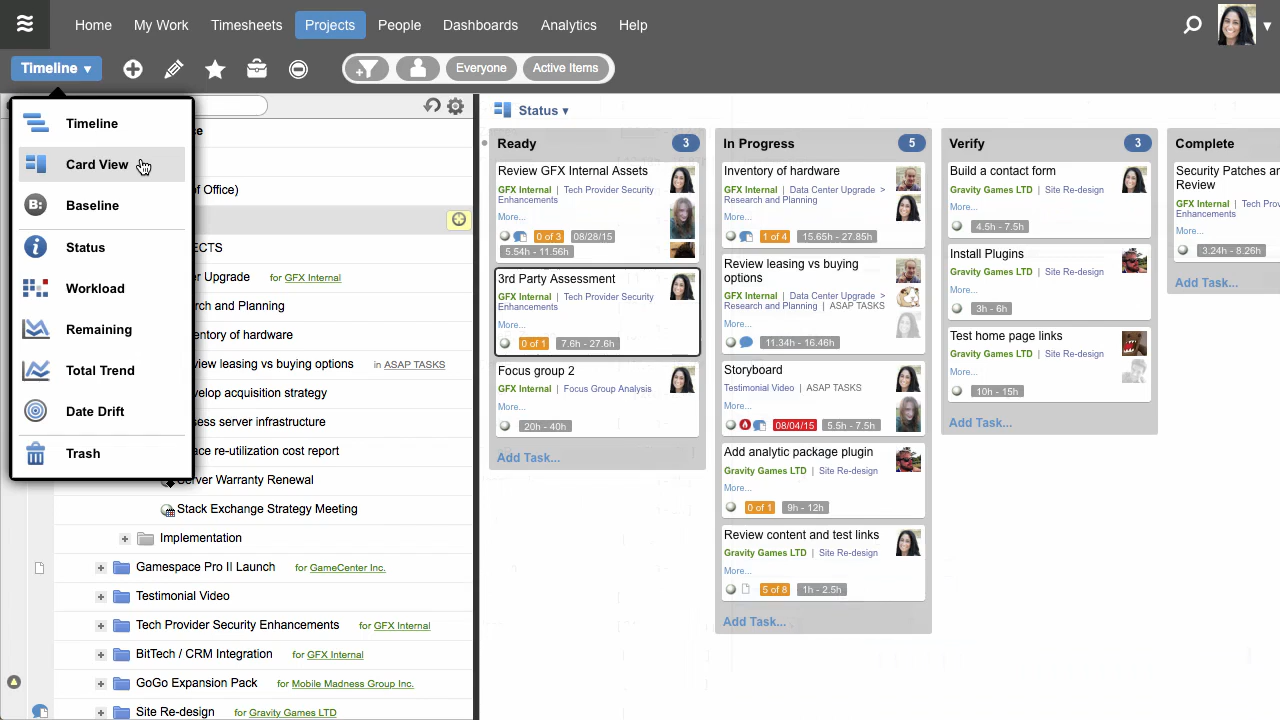 Home My Work Timesheets Projects People Dashboards Analytics Help
Timeline ▾
Everyone Active Items
Timeline
Card View
B: Baseline
Status
Workload
Remaining
Total Trend
Date Drift
Trash
of Office)
for GFX Internal
in ASAP TASKS
Server Warranty Renewal
Stack Exchange Strategy Meeting
Implementation
Gamespace Pro II Launch for GameCenter Inc.
Testimonial Video
Tech Provider Security Enhancements for GFX Internal
BitTech / CRM Integration for GFX Internal
GoGo Expansion Pack for Mobile Madness Group Inc.
Site Re-design for Gravity Games LTD
ce
ECTS
er Upgrade
rch and Planning
entory of hardware
view leasing vs buying options
elop acquisition strategy
ess server infrastructure
ace re-utilization cost report
Status ▾
Ready 3
Review GFX Internal Assets
GFX Internal | Tech Provider Security
Enhancements
More...
0 of 3 08/28/15
5.54h - 11.56h
3rd Party Assessment
GFX Internal | Tech Provider Security
Enhancements
More...
0 of 1 7.6h - 27.6h
Focus group 2
GFX Internal | Focus Group Analysis
More...
20h - 40h
Add Task...
In Progress 5
Inventory of hardware
GFX Internal | Data Center Upgrade >
Research and Planning
More...
1 of 4 15.65h - 27.85h
Review leasing vs buying
options
GFX Internal | Data Center Upgrade >
Research and Planning | ASAP TASKS
More...
11.34h - 16.46h
Storyboard
Testimonial Video | ASAP TASKS
More...
08/04/15 5.5h - 7.5h
Add analytic package plugin
Gravity Games LTD | Site Re-design
More...
0 of 1 9h - 12h
Review content and test links
Gravity Games LTD | Site Re-design
More...
5 of 8 1h - 2.5h
Add Task...
Verify 3
Build a contact form
Gravity Games LTD | Site Re-design
More...
4.5h - 7.5h
Install Plugins
Gravity Games LTD | Site Re-design
More...
3h - 6h
Test home page links
Gravity Games LTD | Site Re-design
More...
10h - 15h
Add Task...
Complete
Security Patches a
Review
GFX Internal | Tech Prov
Enhancements
More...
3.24h - 8.26h
Add Task...